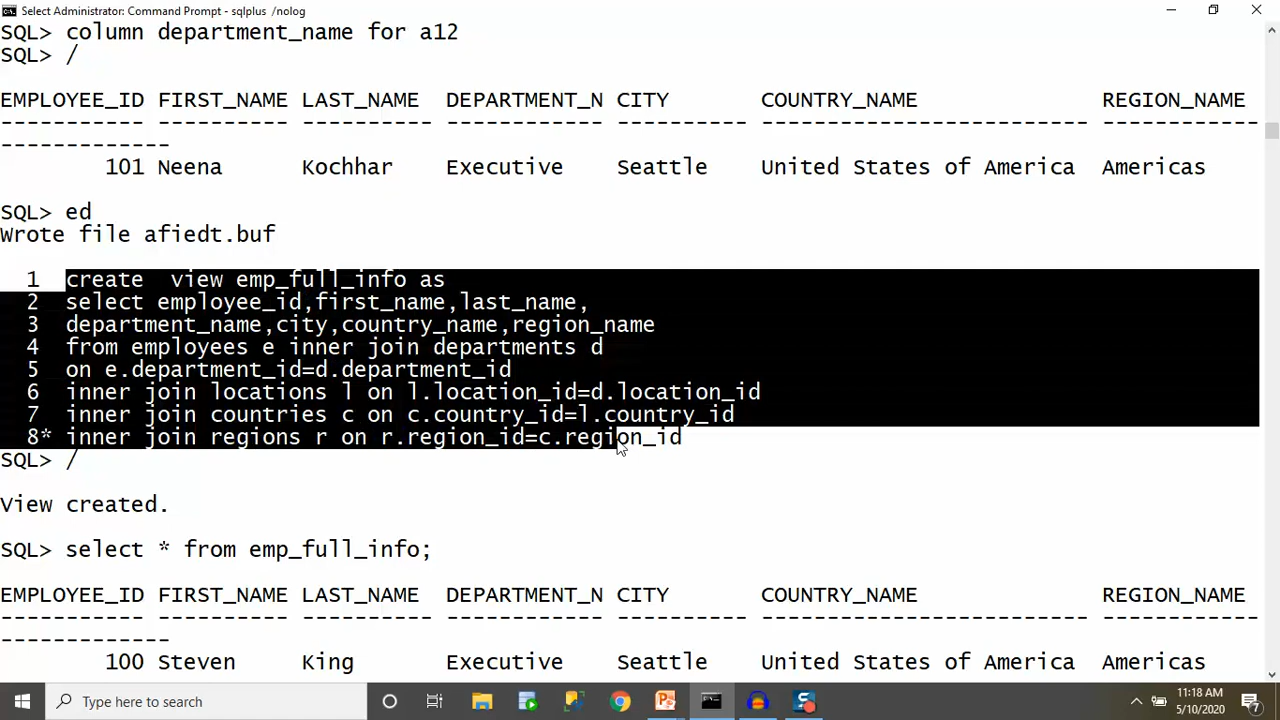 Select Administrator: Command Prompt - sqlplus /nolog
SQL> column department_name for a12
SQL> /
EMPLOYEE_ID FIRST_NAME LAST_NAME DEPARTMENT_N CITY COUNTRY_NAME REGION_NAME
----------- ---------- ---------- ------------ ---------- ------------------------- ------------
-------------
101 Neena Kochhar Executive Seattle United States of America Americas
SQL> ed
Wrote file afiedt.buf
1 create  view emp_full_info as
2 select employee_id,first_name,last_name,
3 department_name,city,country_name,region_name
4 from employees e inner join departments d
5 on e.department_id=d.department_id
6 inner join locations l on l.location_id=d.location_id
7 inner join countries c on c.country_id=l.country_id
8* inner join regions r on r.region_id=c.region_id
SQL> /
View created.
SQL> select * from emp_full_info;
EMPLOYEE_ID FIRST_NAME LAST_NAME DEPARTMENT_N CITY COUNTRY_NAME REGION_NAME
----------- ---------- ---------- ------------ ---------- ------------------------- ------------
-------------
100 Steven King Executive Seattle United States of America Americas
Type here to search
11:18 AM
5/10/2020
7